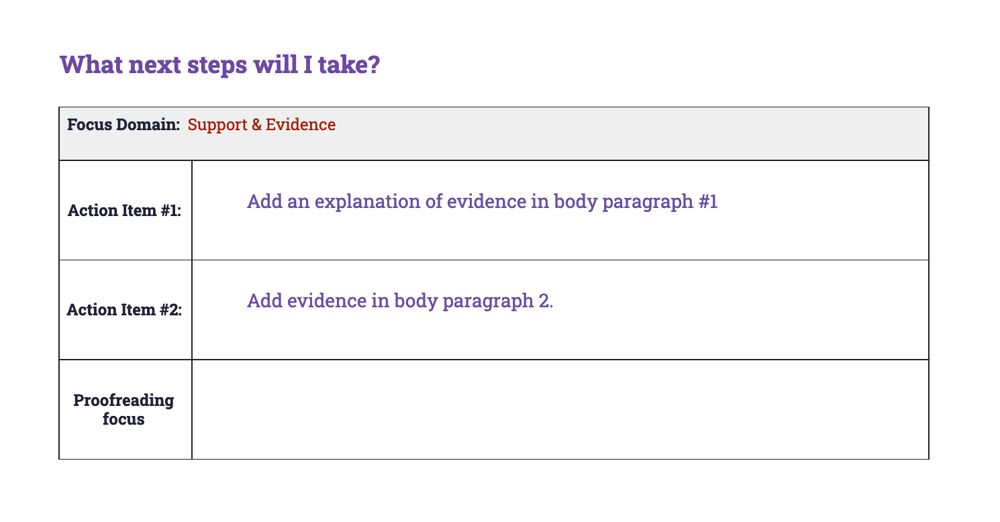 What next steps will I take?
Focus Domain: Support & Evidence
Action Item #1:
Add an explanation of evidence in body paragraph #1
Action Item #2:
Add evidence in body paragraph 2.
Proofreading
focus